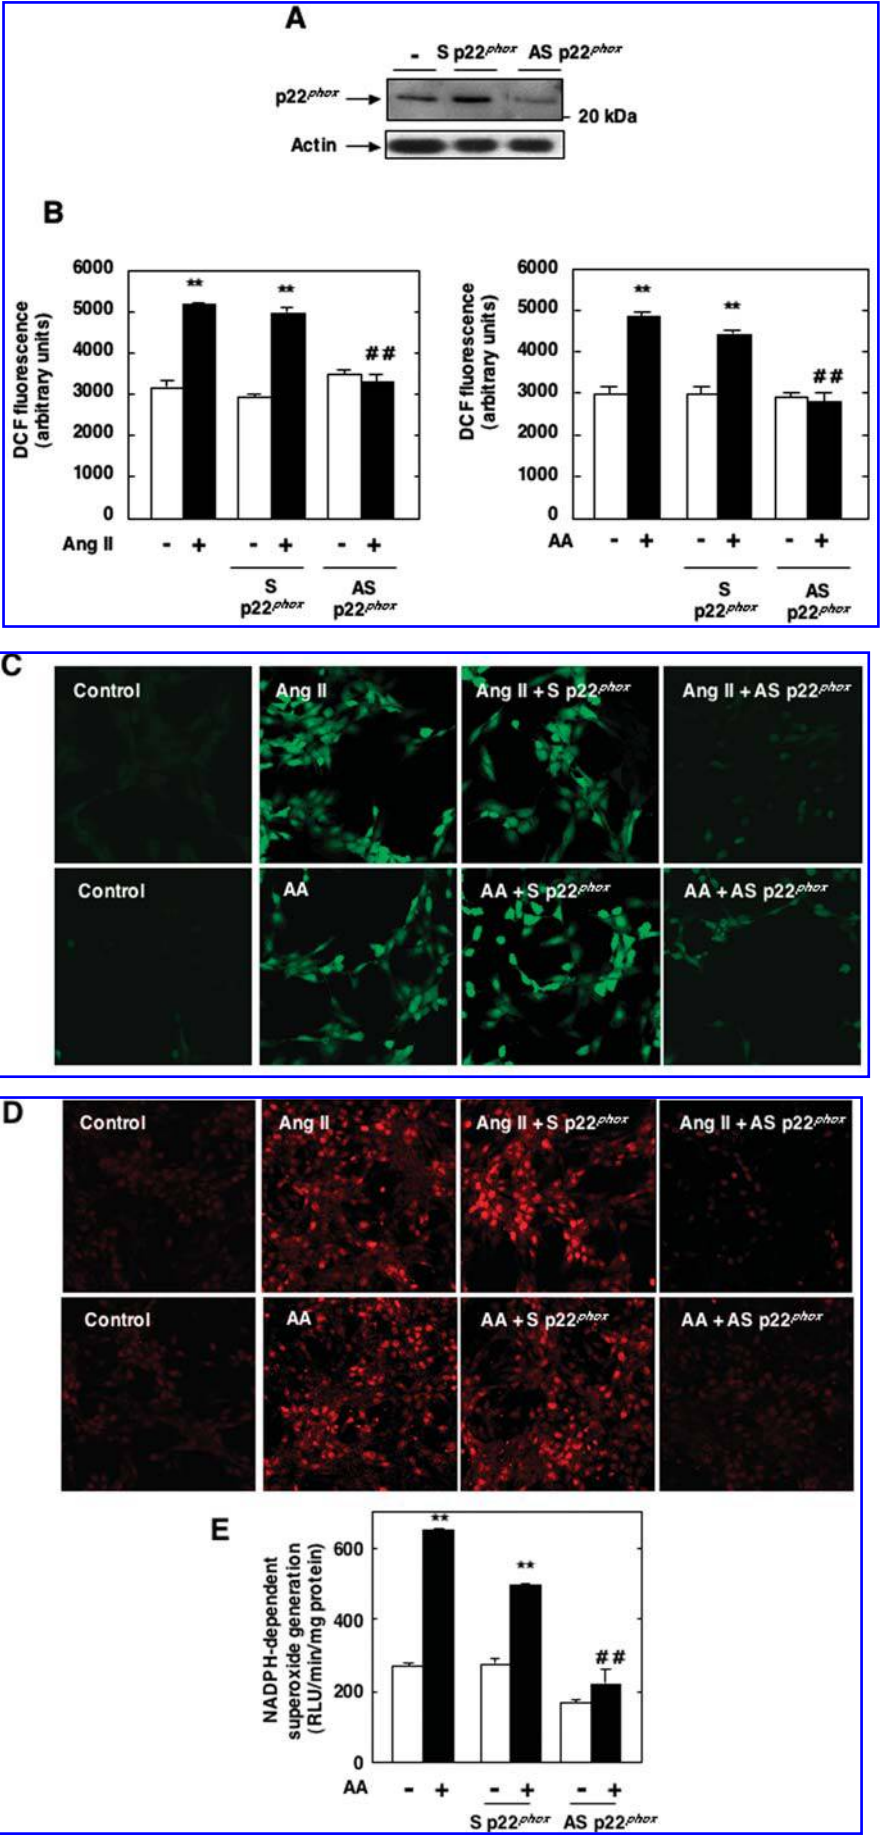 A
- S p22phox AS p22phox
p22phox
20 kDa
Actin
B
6000
5000
4000
3000
2000
1000
0
DCF fluorescence
(arbitrary units)
**
**
##
Ang II - + - + - +
S
p22phox
AS
p22phox
6000
5000
4000
3000
2000
1000
0
DCF fluorescence
(arbitrary units)
**
**
##
AA - + - + - +
S
p22phox
AS
p22phox
C
Control
Ang II
Ang II + S p22phox
Ang II + AS p22phox
Control
AA
AA + S p22phox
AA + AS p22phox
D
Control
Ang II
Ang II + S p22phox
Ang II + AS p22phox
Control
AA
AA + S p22phox
AA + AS p22phox
E
NADPH-dependent
superoxide generation
(RLU/min/mg protein)
600
400
200
0
**
**
##
AA - + - + - +
S p22phox AS p22phox